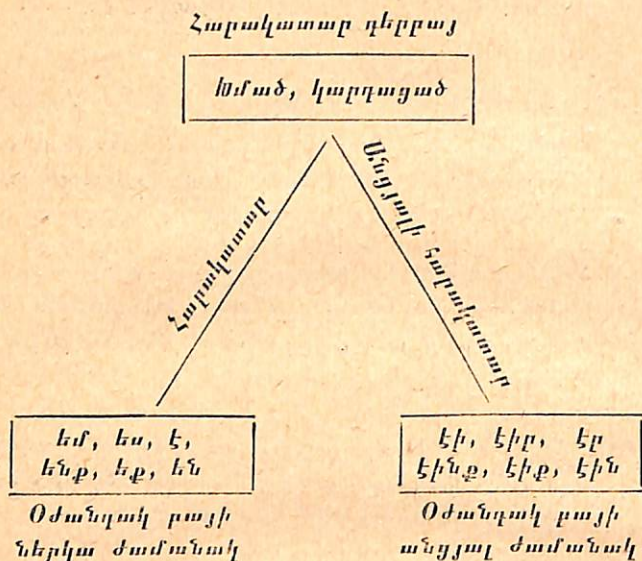 Հարակատար դերբայ
Խմած, կարդացած
Հարակատար
Անցյալի հարակատար
եմ, ես, է,
ենք, եք, են
Օժանդակ բայի
ներկա ժամանակ
էի, էիր, էր
էինք, էիք, էին
Օժանդակ բայի
անցյալ ժամանակ